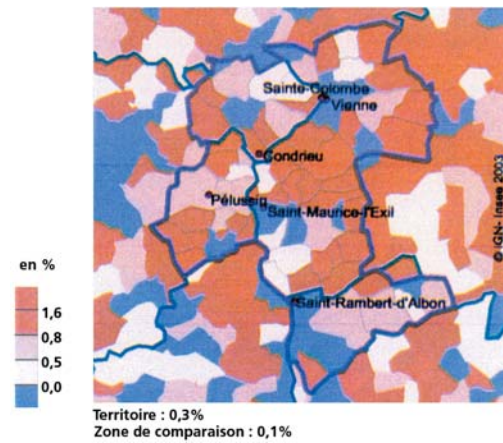 Sainte-Colombe
Vienne
Condrieu
Pélussig
Saint-Maurice-l'Exil
Saint-Rambert-d'Albon
© IGN-Insee 2003
en %
1,6
0,8
0,5
0,0
Territoire : 0,3%
Zone de comparaison : 0,1%